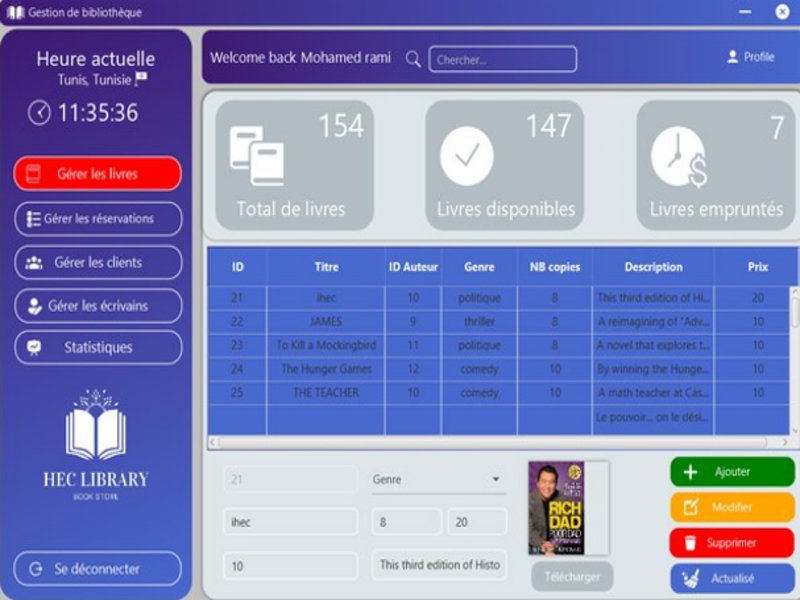 Gestion de bibliothèque
Heure actuelle
Tunis, Tunisie
11:35:36
Gérer les livres
Gérer les réservations
Gérer les clients
Gérer les écrivains
Statistiques
HEC LIBRARY
BOOK STORE
Se déconnecter
Welcome back Mohamed rami
Chercher...
Profile
154
Total de livres
147
Livres disponibles
7
Livres empruntés
ID Titre ID Auteur Genre NB copies Description Prix
21 ihec 10 politique 8 This third edition of Hi... 20
22 JAMES 9 thriller 8 A reimagining of "Adv... 10
23 To Kill a Mockingbird 11 politique 8 A novel that explores t... 10
24 The Hunger Games 12 comedy 10 By winning the Hunge... 10
25 THE TEACHER 10 comedy 10 A math teacher at Cas... 10
Le pouvoir... on le dési...
21
Genre
ihec
8
20
10
This third edition of Histo
RICH
DAD
POOR DAD
Télécharger
Ajouter
Modifier
Supprimer
Actualisé